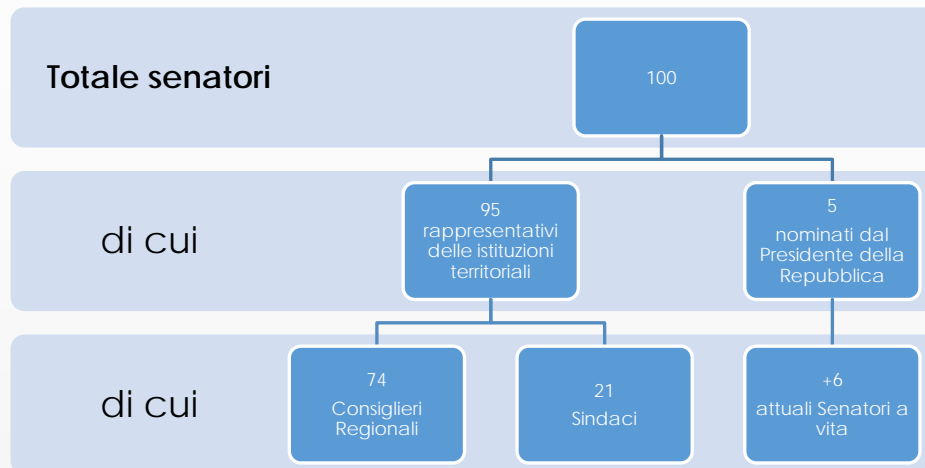 Totale senatori
100
di cui
95
rappresentativi
delle istituzioni
territoriali
5
nominati dal
Presidente della
Repubblica
di cui
74
Consiglieri
Regionali
21
Sindaci
+6
attuali Senatori a
vita